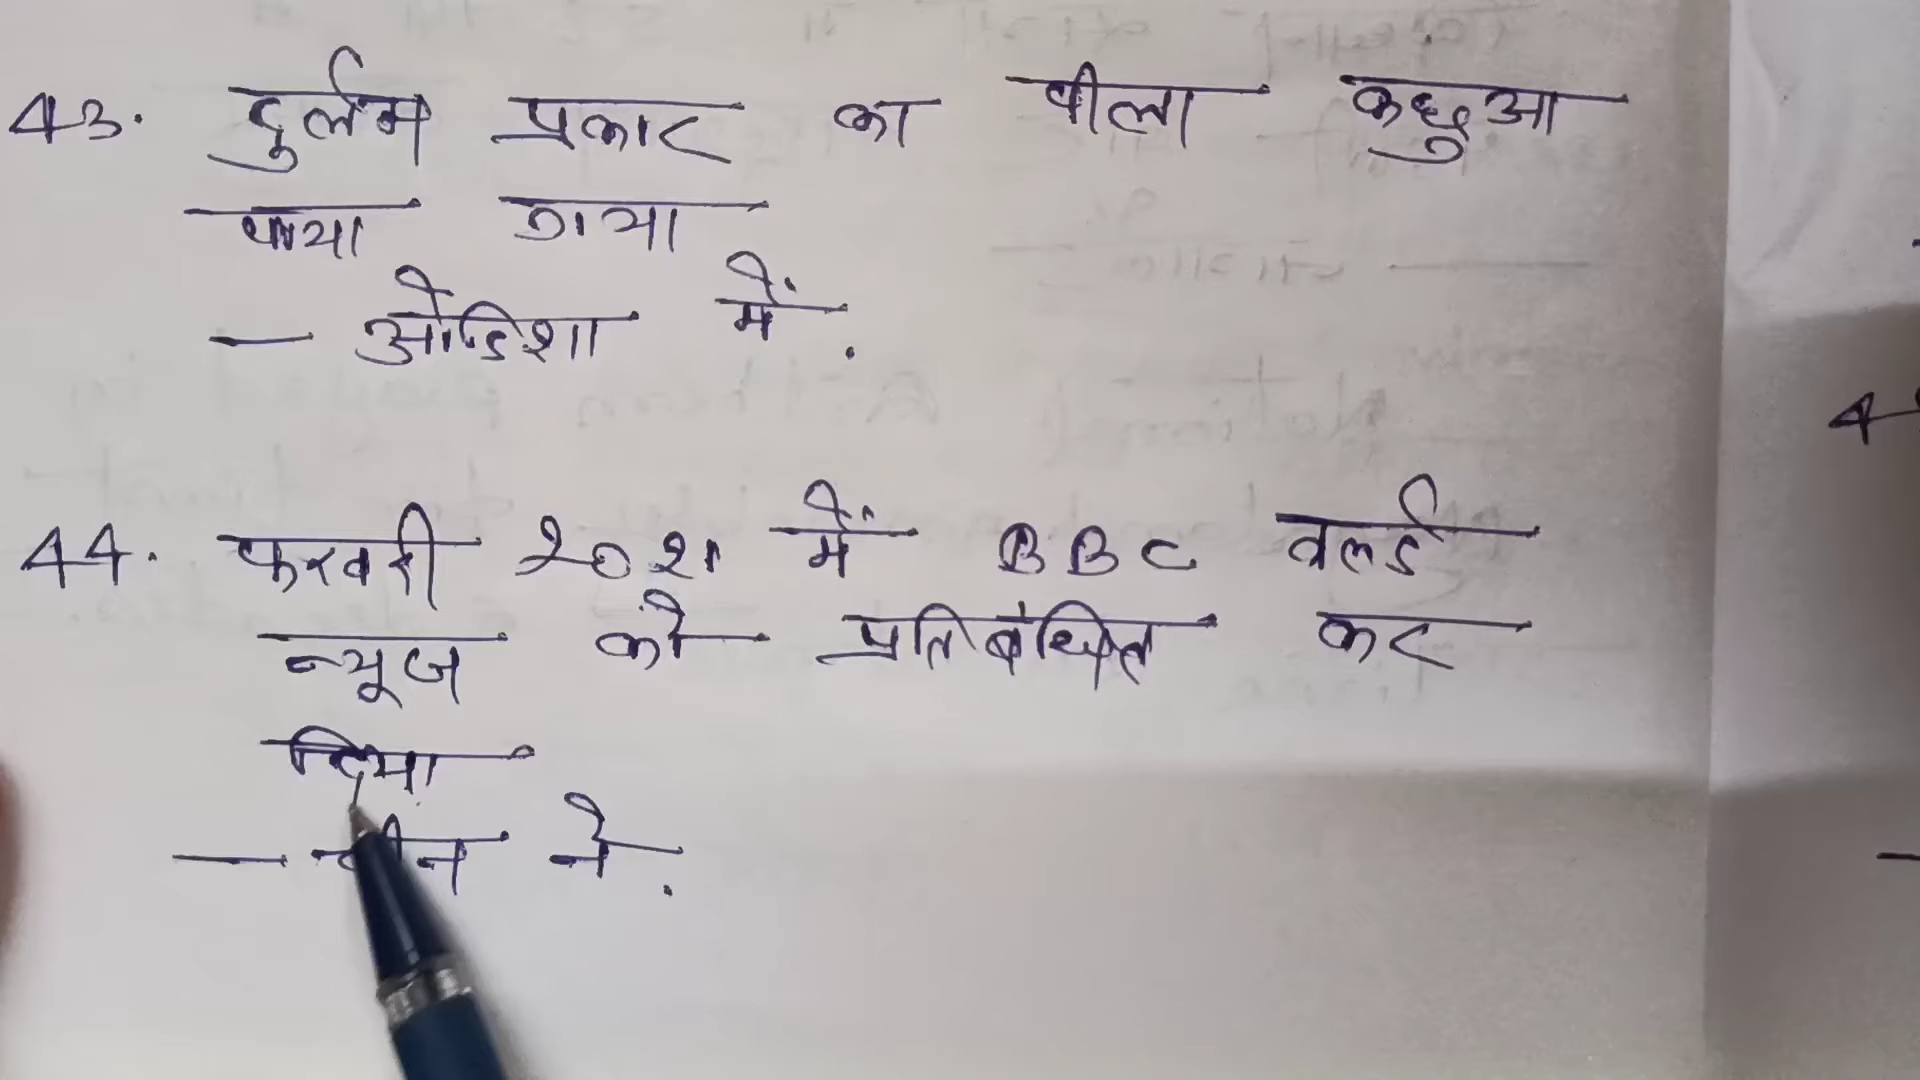 43. दुर्लभ प्रकार का पीला कछुआ
पाया गया
— ओडिशा में.
44. फरवरी 2021 में BBC वर्ल्ड
न्यूज को प्रतिबंधित कर
दिया
— चीन ने.